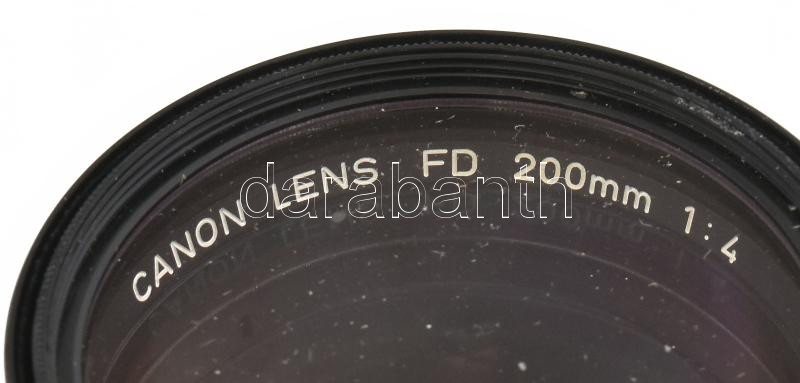 CANON LENS FD 200mm 1:4
darabanth